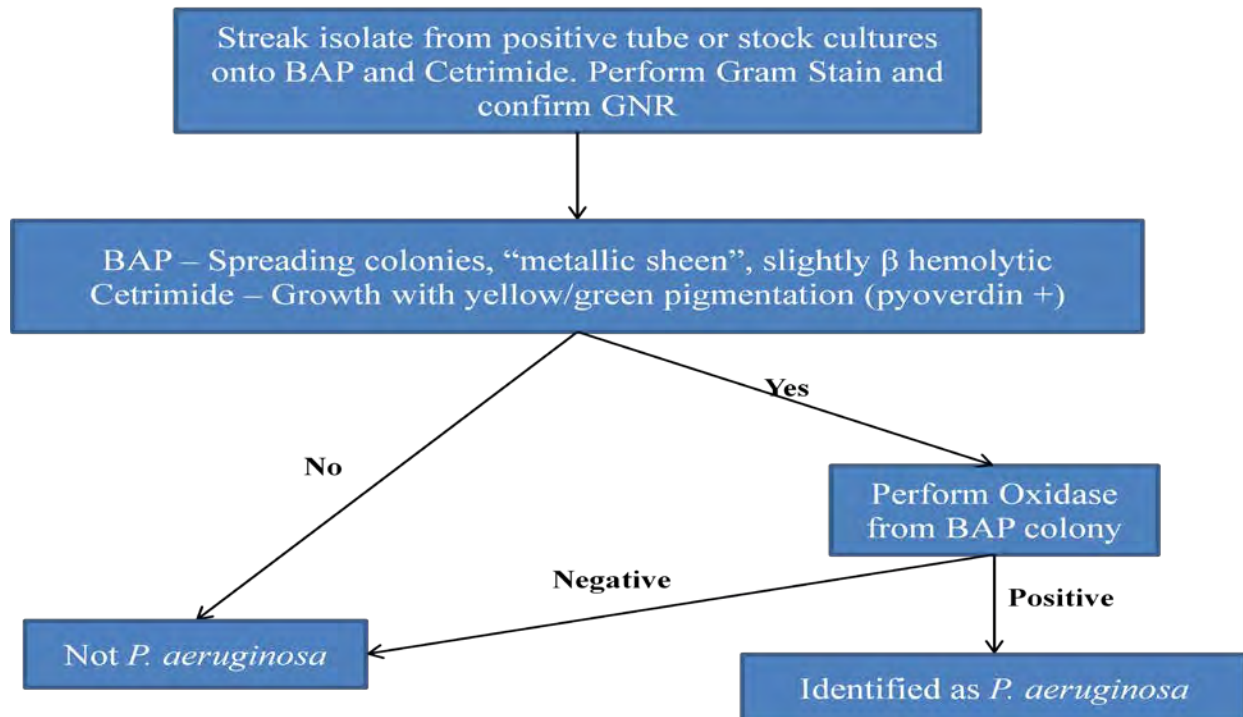 Streak isolate from positive tube or stock cultures
onto BAP and Cetrimide. Perform Gram Stain and
confirm GNR
BAP – Spreading colonies, “metallic sheen”, slightly β hemolytic
Cetrimide – Growth with yellow/green pigmentation (pyoverdin +)
Yes
No
Perform Oxidase
from BAP colony
Negative
Positive
Not P. aeruginosa
Identified as P. aeruginosa